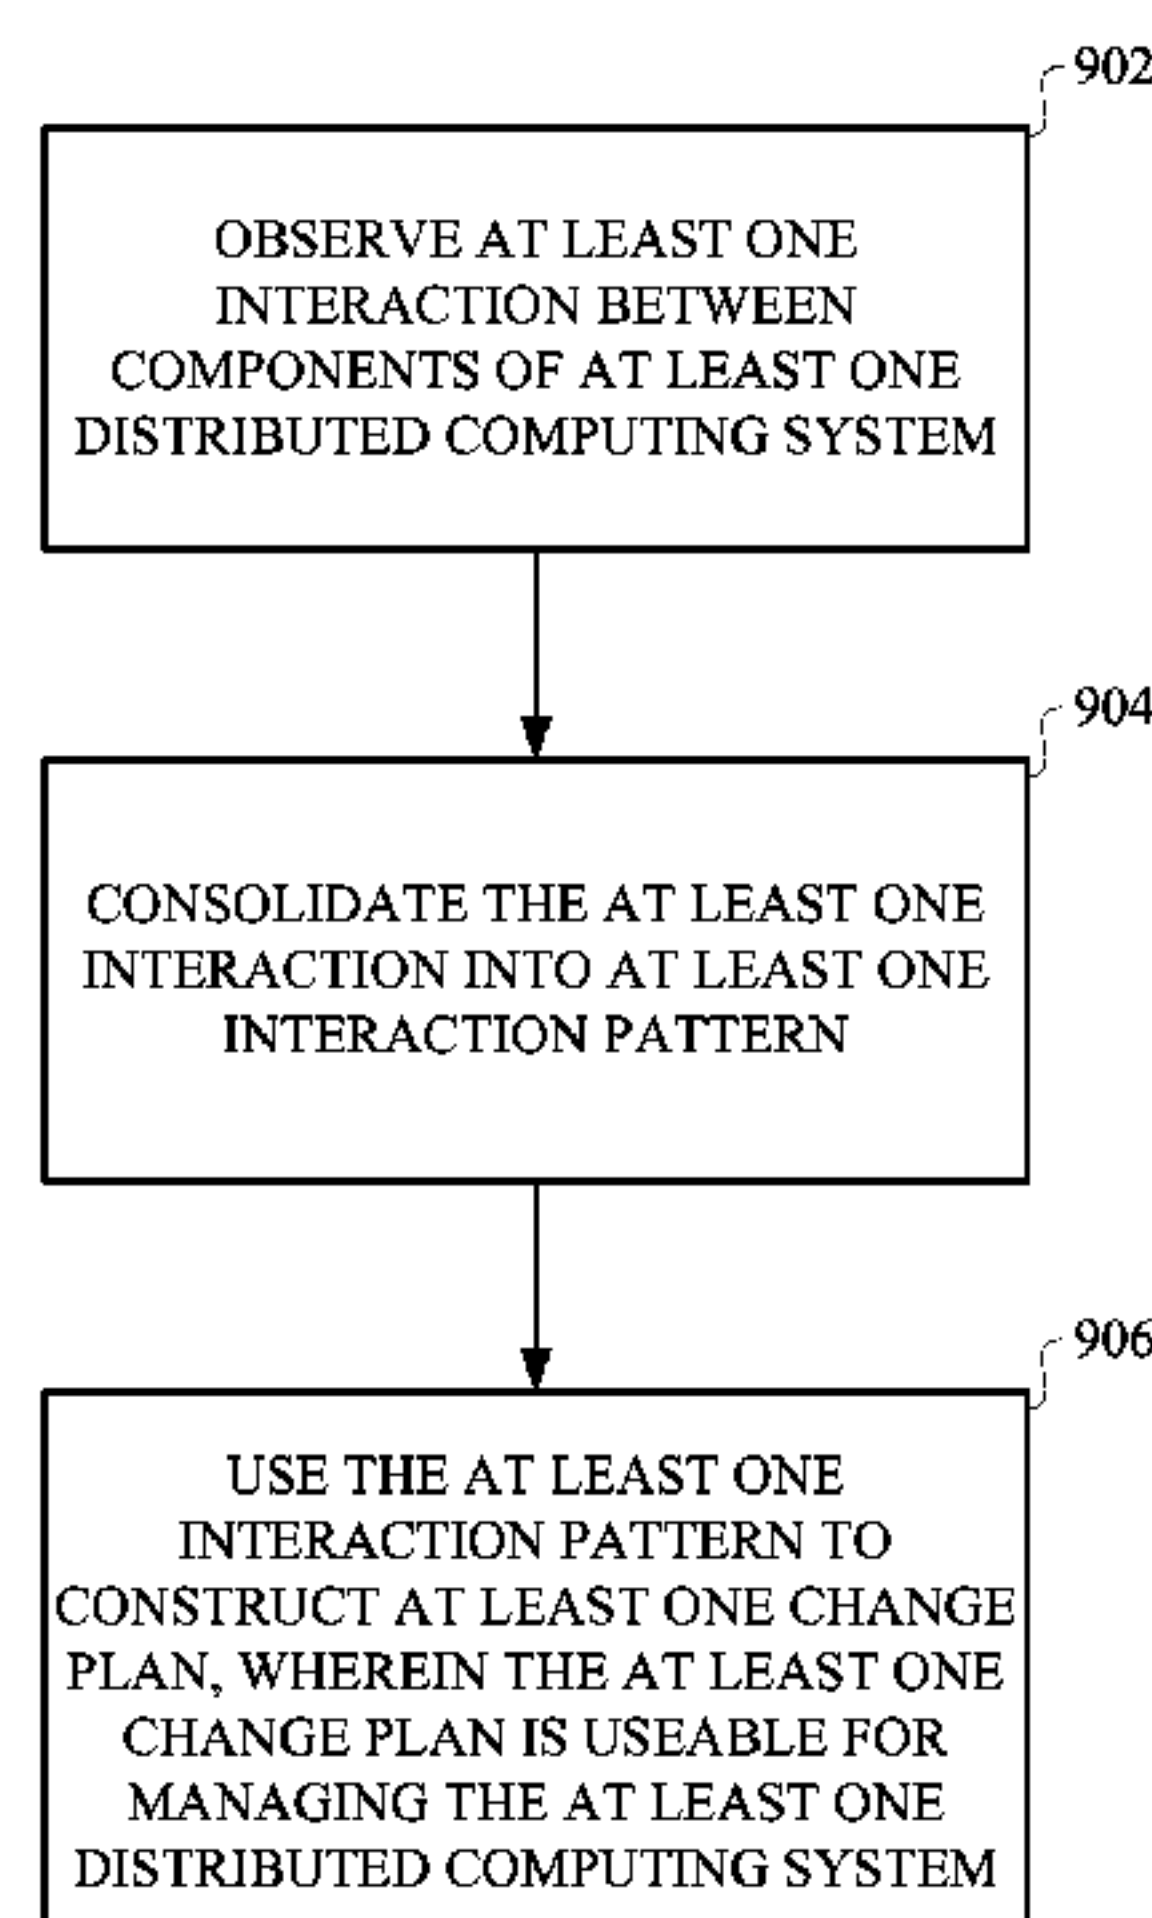 902
OBSERVE AT LEAST ONE
INTERACTION BETWEEN
COMPONENTS OF AT LEAST ONE
DISTRIBUTED COMPUTING SYSTEM
904
CONSOLIDATE THE AT LEAST ONE
INTERACTION INTO AT LEAST ONE
INTERACTION PATTERN
906
USE THE AT LEAST ONE
INTERACTION PATTERN TO
CONSTRUCT AT LEAST ONE CHANGE
PLAN, WHEREIN THE AT LEAST ONE
CHANGE PLAN IS USEABLE FOR
MANAGING THE AT LEAST ONE
DISTRIBUTED COMPUTING SYSTEM